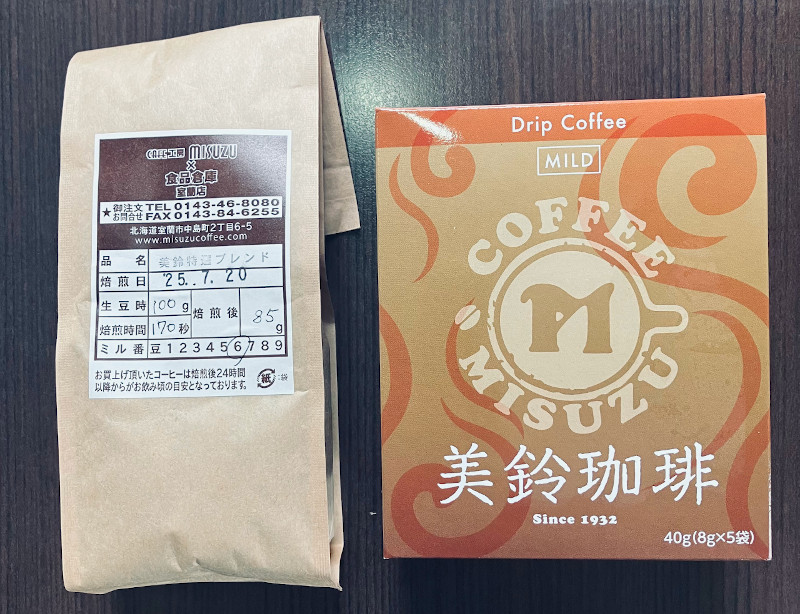 CAFE工房 MISUZU
×
食品倉庫
室蘭店
★御注文 お問合せ TEL 0143-46-8080
FAX 0143-84-6255
北海道室蘭市中島町2丁目6-5
www.misuzucoffee.com
品名 美鈴特選ブレンド
焙煎日 '25..7.20
生豆時 100g 焙煎後 85g
焙煎時間 170秒
ミル番 豆123456789
お買上げ頂いたコーヒーは焙煎後24時間
以降からがお飲み頃の目安となっております。
紙:袋
Drip Coffee
MILD
COFFEE
M
MISUZU
美鈴珈琲
Since 1932
40g(8g×5袋)